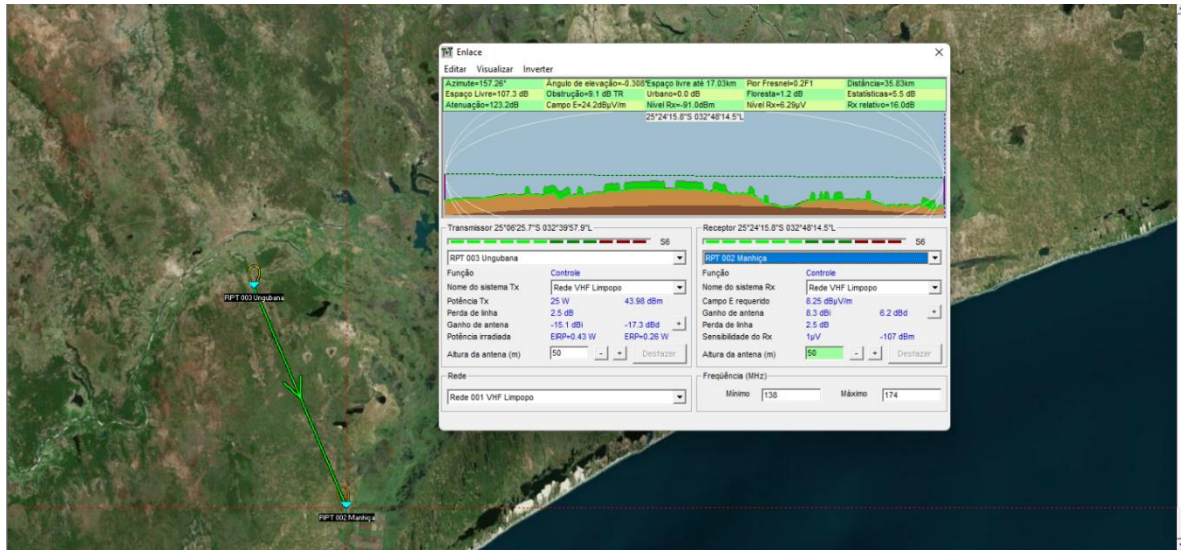 Enlace
Editar Visualizar Inverter
Azimute=157.26° Ângulo de elevação=-0.308° Espaço livre até 17.03km Pior Fresnel=0.2F1 Distância=35.83km
Espaço Livre=107.3 dB Obstrução=9.1 dB TR Urbano=0.0 dB Floresta=1.2 dB Estatísticas=5.5 dB
Atenuação=123.2dB Campo E=24.2dBµV/m Nível Rx=-91.0dBm Nível Rx=6.29µV Rx relativo=16.0dB
25°24'15.8"S 032°48'14.5"L
Transmissor 25°06'25.7"S 032°39'57.9"L
S6
RPT 003 Ungubana
Função Controle
Nome do sistema Tx Rede VHF Limpopo
Potência Tx 25 W 43.98 dBm
Perda de linha 2.5 dB
Ganho de antena -15.1 dBi -17.3 dBd +
Potência irradiada EIRP=0.43 W ERP=0.26 W
Altura da antena (m) 50 - + Desfazer
Rede
Rede 001 VHF Limpopo
Receptor 25°24'15.8"S 032°48'14.5"L
S6
RPT 002 Manhiça
Função Controle
Nome do sistema Rx Rede VHF Limpopo
Campo E requerido 8.25 dBµV/m
Ganho de antena 8.3 dBi 6.2 dBd +
Perda de linha 2.5 dB
Sensibilidade do Rx 1µV -107 dBm
Altura da antena (m) 50 - + Desfazer
Freqüência (MHz)
Mínimo 138 Máximo 174
RPT 003 Ungubana
RPT 002 Manhiça